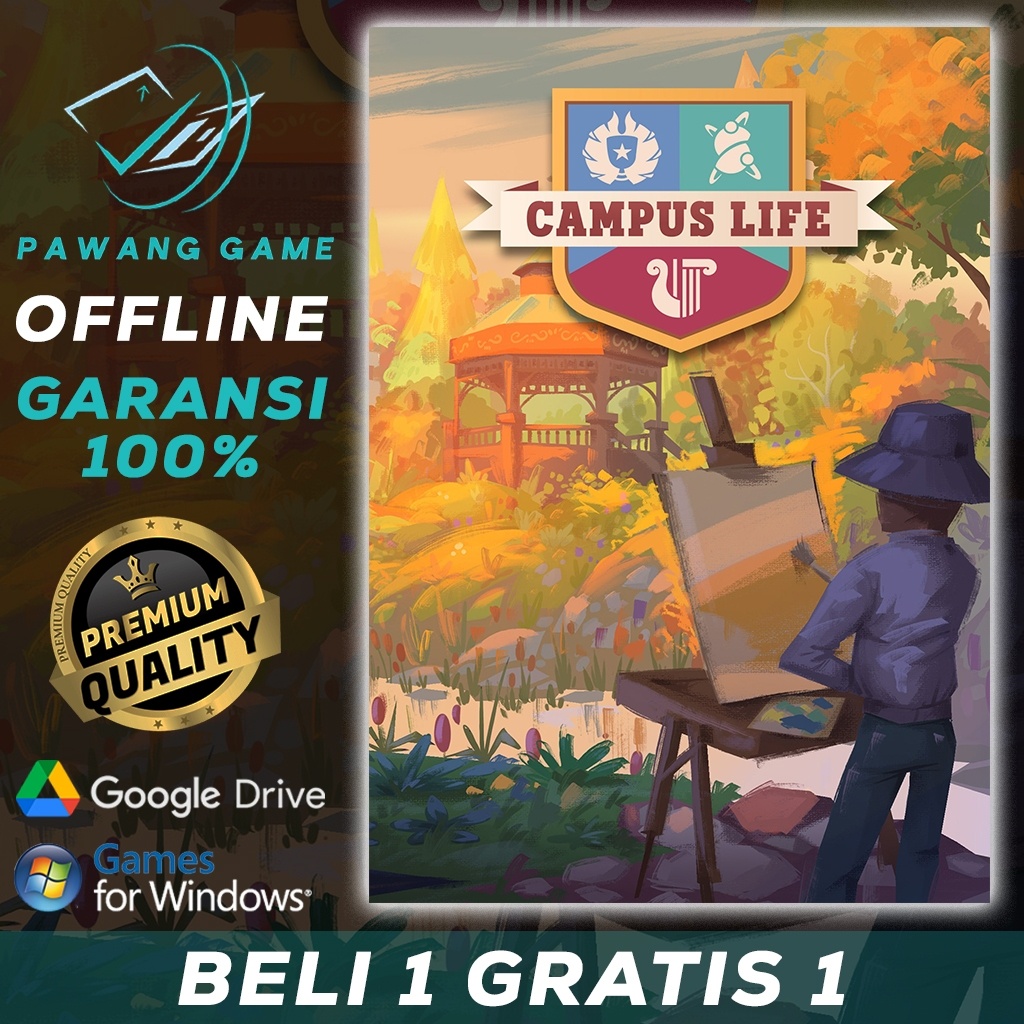 PAWANG GAME
OFFLINE
GARANSI
100%
PREMIUM QUALITY
PREMIUM
QUALITY
Google Drive
Games
for Windows®
CAMPUS LIFE
BELI 1 GRATIS 1